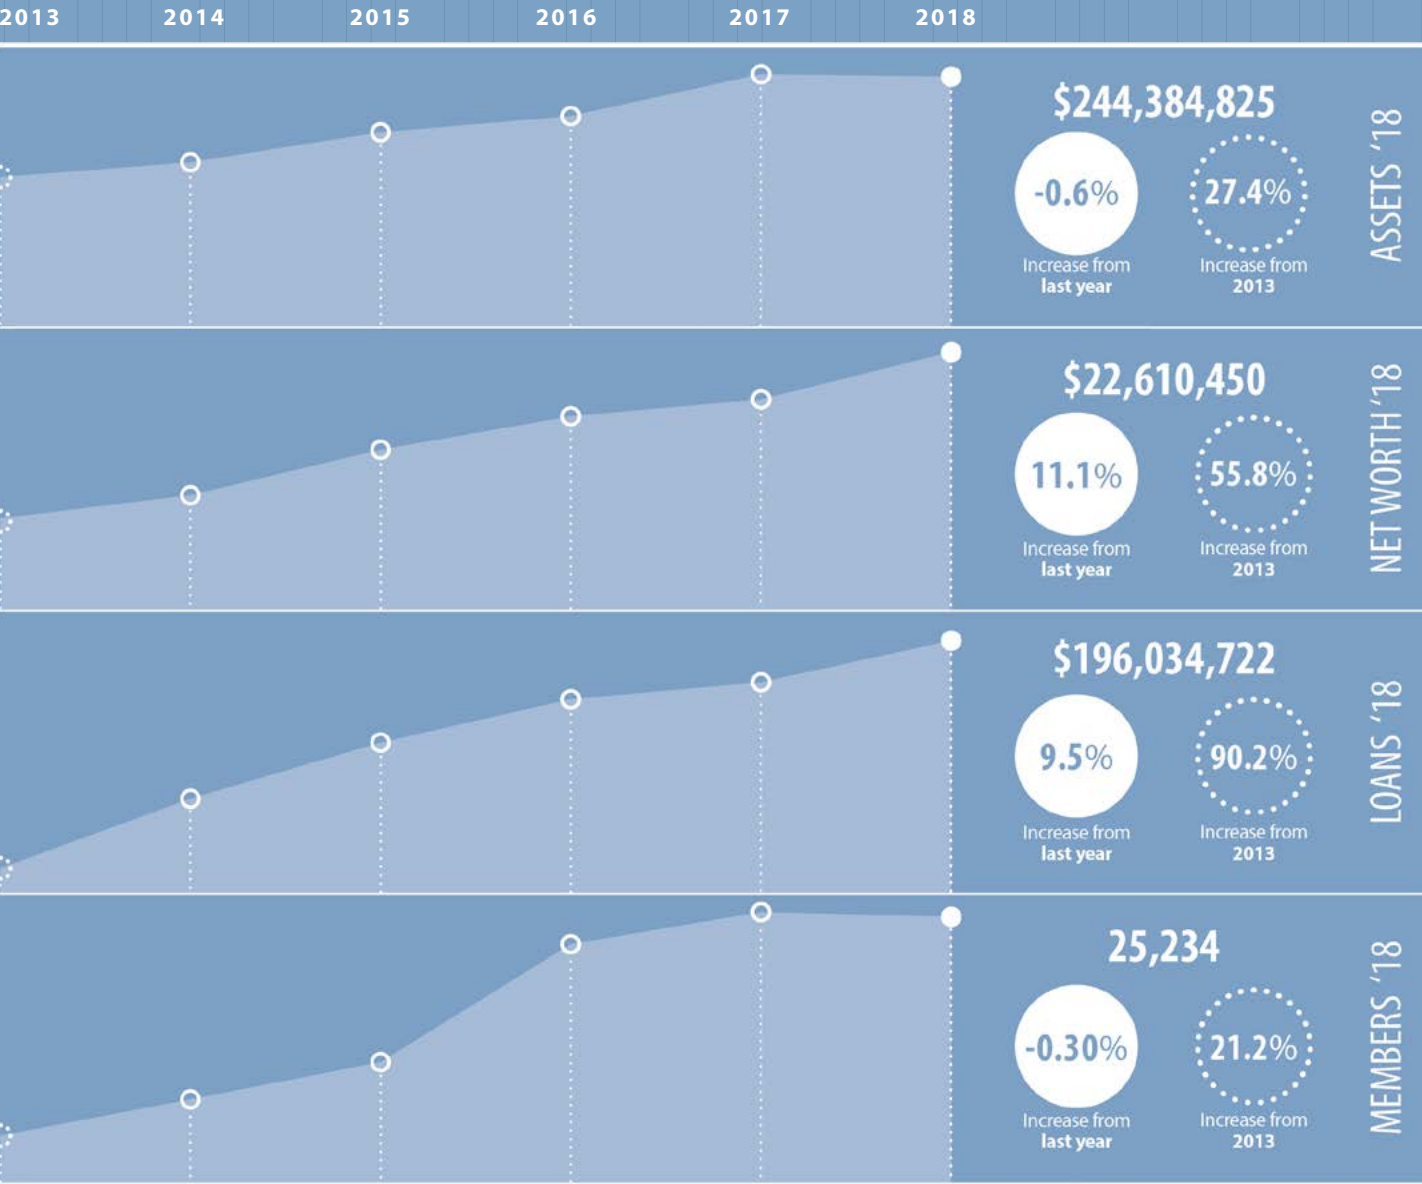 2013 2014 2015 2016 2017 2018
$244,384,825
-0.6% 27.4%
Increase from Increase from
last year 2013
ASSETS ‘18
$22,610,450
11.1% 55.8%
Increase from Increase from
last year 2013
NET WORTH ‘18
$196,034,722
9.5% 90.2%
Increase from Increase from
last year 2013
LOANS ‘18
25,234
-0.30% 21.2%
Increase from Increase from
last year 2013
MEMBERS ‘18